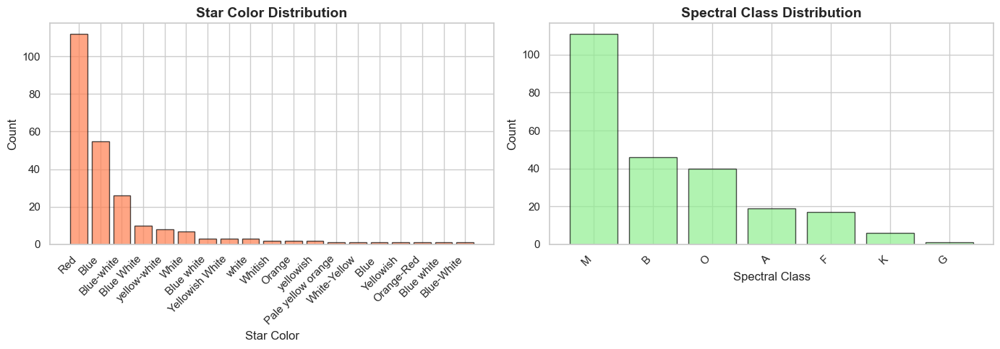 Star Color Distribution
Count
100
80
60
40
20
0
Red
Blue
Blue-white
Blue White
yellow-white
White
Blue white
Yellowish White
white
Whitish
Orange
yellowish
Pale yellow orange
White-Yellow
Blue
Yellowish
Orange-Red
Blue white
Blue-White
Star Color
Spectral Class Distribution
Count
100
80
60
40
20
0
M
B
O
A
F
K
G
Spectral Class